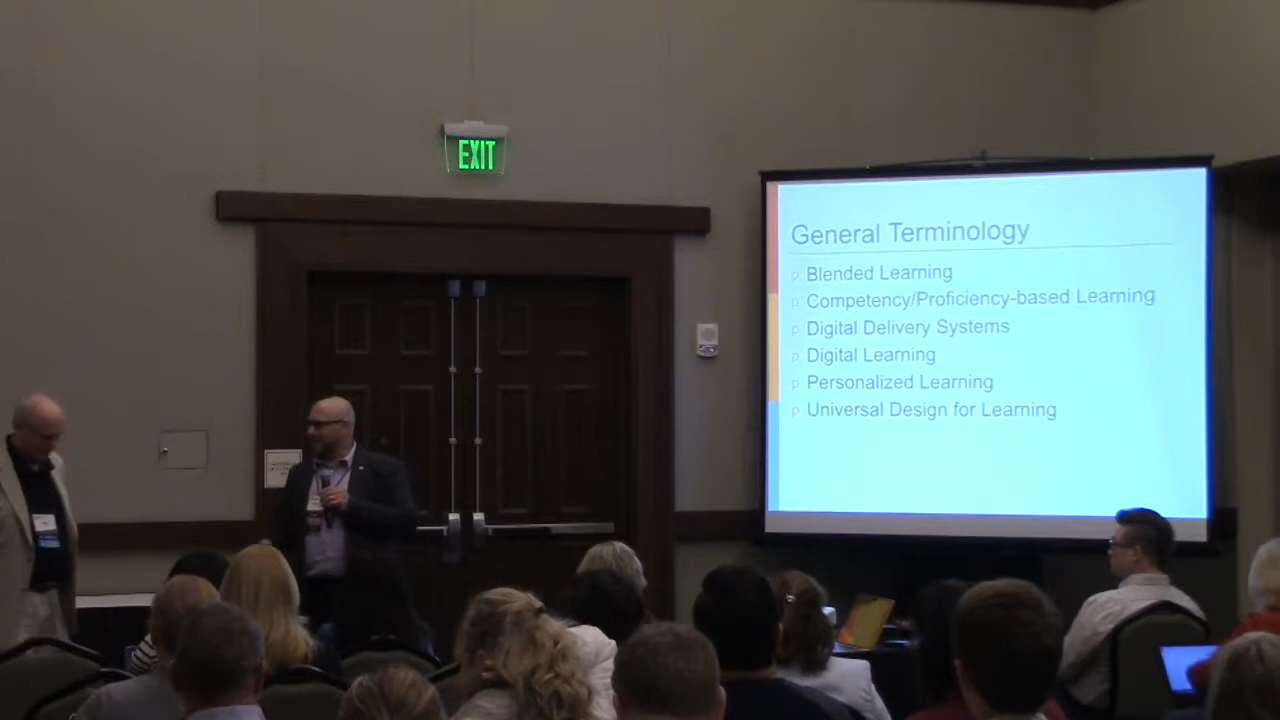 EXIT
General Terminology
p Blended Learning
p Competency/Proficiency-based Learning
p Digital Delivery Systems
p Digital Learning
p Personalized Learning
p Universal Design for Learning